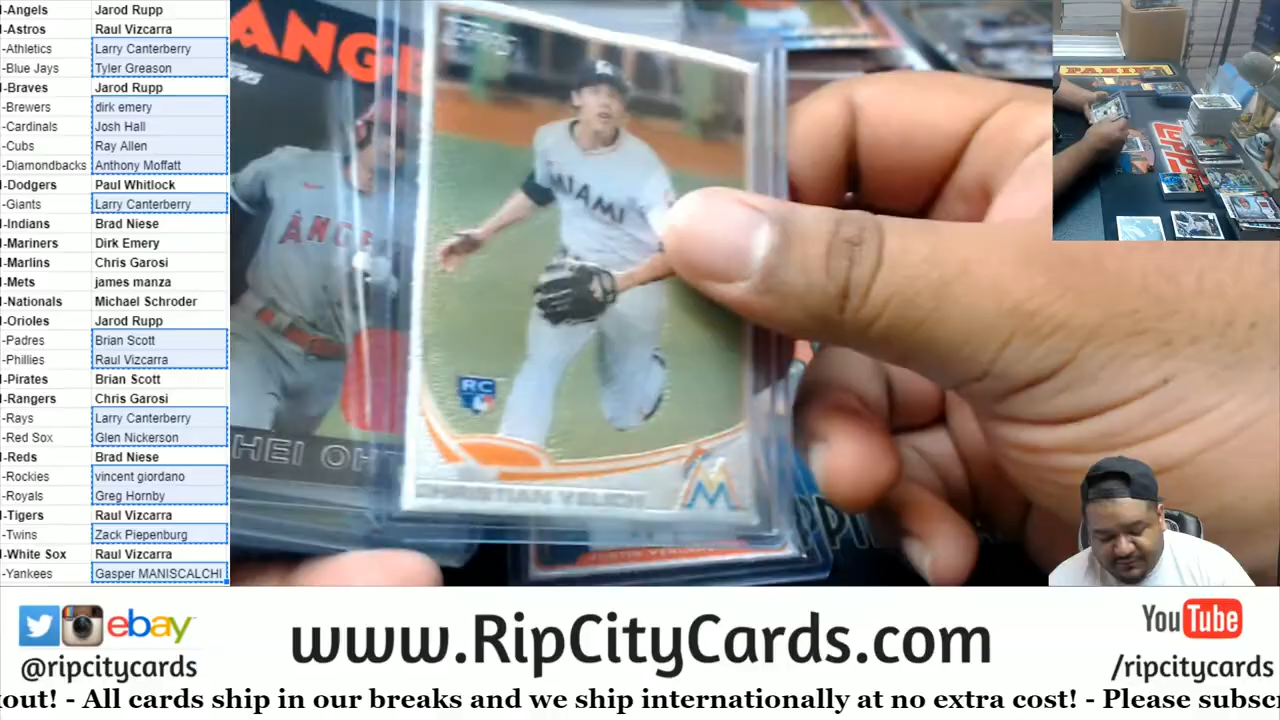 -Angels Jarod Rupp
-Astros Raul Vizcarra
-Athletics Larry Canterberry
-Blue Jays Tyler Greason
-Braves Jarod Rupp
-Brewers dirk emery
-Cardinals Josh Hall
-Cubs Ray Allen
-Diamondbacks Anthony Moffatt
-Dodgers Paul Whitlock
-Giants Larry Canterberry
-Indians Brad Niese
-Mariners Dirk Emery
-Marlins Chris Garosi
-Mets james manza
-Nationals Michael Schroder
-Orioles Jarod Rupp
-Padres Brian Scott
-Phillies Raul Vizcarra
-Pirates Brian Scott
-Rangers Chris Garosi
-Rays Larry Canterberry
-Red Sox Glen Nickerson
-Reds Brad Niese
-Rockies vincent giordano
-Royals Greg Hornby
-Tigers Raul Vizcarra
-Twins Zack Piepenburg
-White Sox Raul Vizcarra
-Yankees Gasper MANISCALCHI
ANG
MIAMI
RC
M
CHRISTIAN YELICH
HEI OH
PANINI
ebay
@ripcitycards
www.RipCityCards.com
YouTube
/ripcitycards
out! - All cards ship in our breaks and we ship internationally at no extra cost! - Please subsc